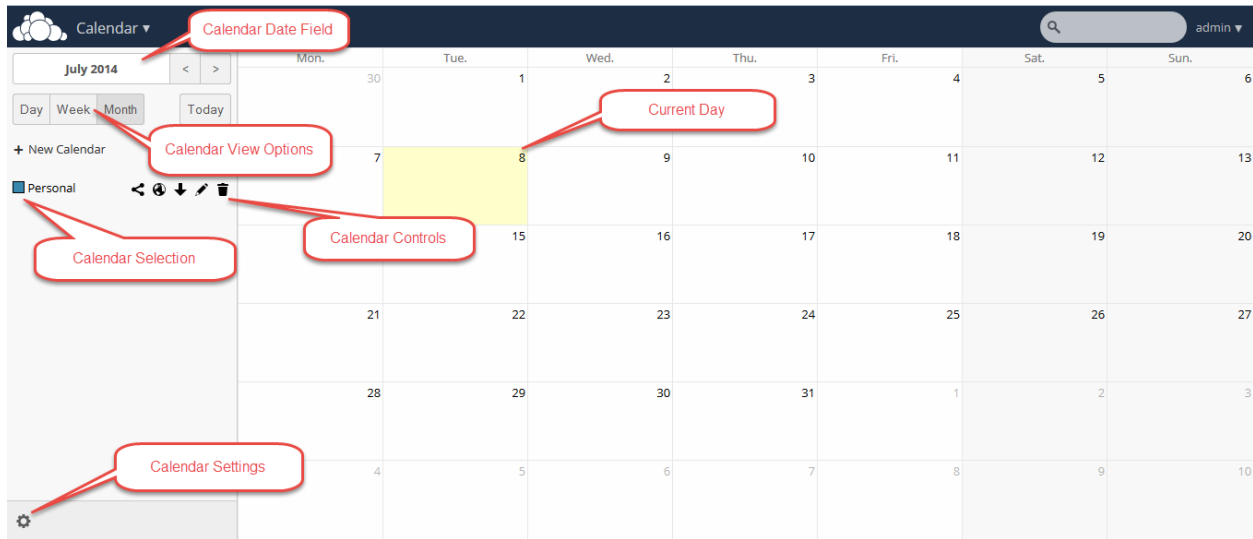 Calendar ▾
Calendar Date Field
admin ▾
July 2014 < >
Mon. Tue. Wed. Thu. Fri. Sat. Sun.
30 1 2 3 4 5 6
Day Week Month Today
Current Day
+ New Calendar
Calendar View Options
7 8 9 10 11 12 13
Personal
Calendar Controls
Calendar Selection
15 16 17 18 19 20
21 22 23 24 25 26 27
28 29 30 31 1 2 3
Calendar Settings
4 5 6 7 8 9 10